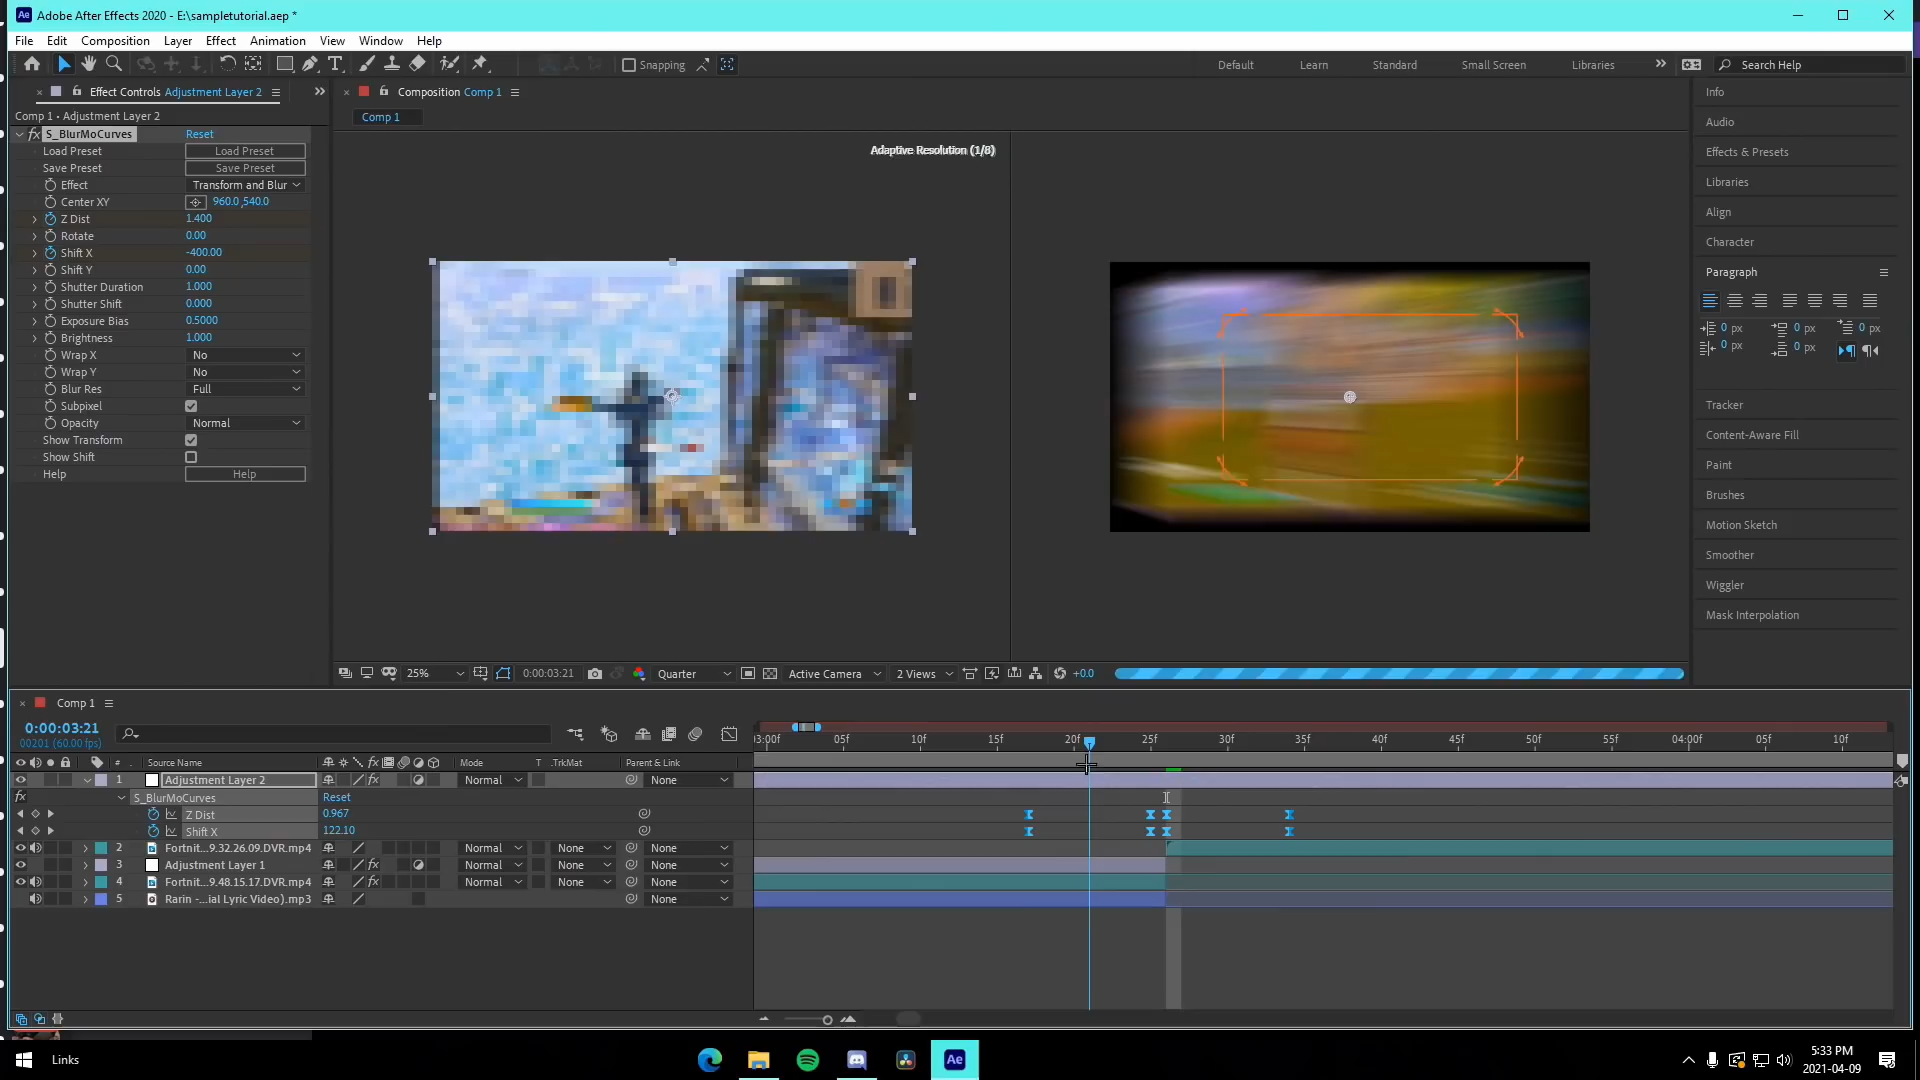 Adobe After Effects 2020 - E:\sampletutorial.aep *
File Edit Composition Layer Effect Animation View Window Help
Snapping Default Learn Standard Small Screen Libraries Search Help
Effect Controls Adjustment Layer 2
Composition Comp 1
Info
Comp 1 • Adjustment Layer 2
Comp 1
S_BlurMoCurves Reset
Load Preset Load Preset
Save Preset Save Preset
Effect Transform and Blur
Center XY 960.0,540.0
Z Dist 1.400
Rotate 0.00
Shift X -400.00
Shift Y 0.00
Shutter Duration 1.000
Shutter Shift 0.000
Exposure Bias 0.5000
Brightness 1.000
Wrap X No
Wrap Y No
Blur Res Full
Subpixel
Opacity Normal
Show Transform
Show Shift
Help Help
Adaptive Resolution (1/8)
Audio
Effects & Presets
Libraries
Align
Character
Paragraph
0 px 0 px 0 px
0 px 0 px
Tracker
Content-Aware Fill
Paint
Brushes
Motion Sketch
Smoother
Wiggler
Mask Interpolation
25% 0:00:03:21 Quarter Active Camera 2 Views +0.0
Comp 1
0:00:03:21
00201 (60.00 fps)
3:00f 05f 10f 15f 20f 25f 30f 35f 40f 45f 50f 55f 04:00f 05f 10f
# Source Name Mode T .TrkMat Parent & Link
1 Adjustment Layer 2 Normal None
S_BlurMoCurves Reset
Z Dist 0.967
Shift X 122.10
2 Fortnit...9.32.26.09.DVR.mp4 Normal None None
3 Adjustment Layer 1 Normal None None
4 Fortnit...9.48.15.17.DVR.mp4 Normal None None
5 Rarin -...ial Lyric Video).mp3 None
Links
Ae
5:33 PM
2021-04-09